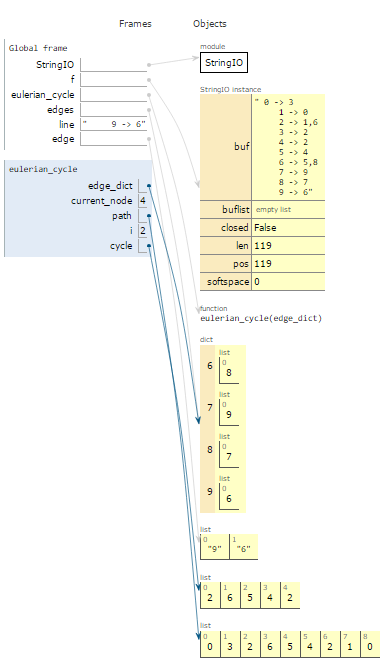 Frames Objects
Global frame
StringIO
f
eulerian_cycle
edges
line " 9 -> 6"
edge
eulerian_cycle
edge_dict
current_node 4
path
i 2
cycle
module
StringIO
StringIO instance
buf " 0 -> 3
1 -> 0
2 -> 1,6
3 -> 2
4 -> 2
5 -> 4
6 -> 5,8
7 -> 9
8 -> 7
9 -> 6"
buflist empty list
closed False
len 119
pos 119
softspace 0
function
eulerian_cycle(edge_dict)
dict
list
0
6 8
list
0
7 9
list
0
8 7
list
0
9 6
list
0 1
"9" "6"
list
0 1 2 3 4
2 6 5 4 2
list
0 1 2 3 4 5 6 7 8
0 3 2 6 5 4 2 1 0